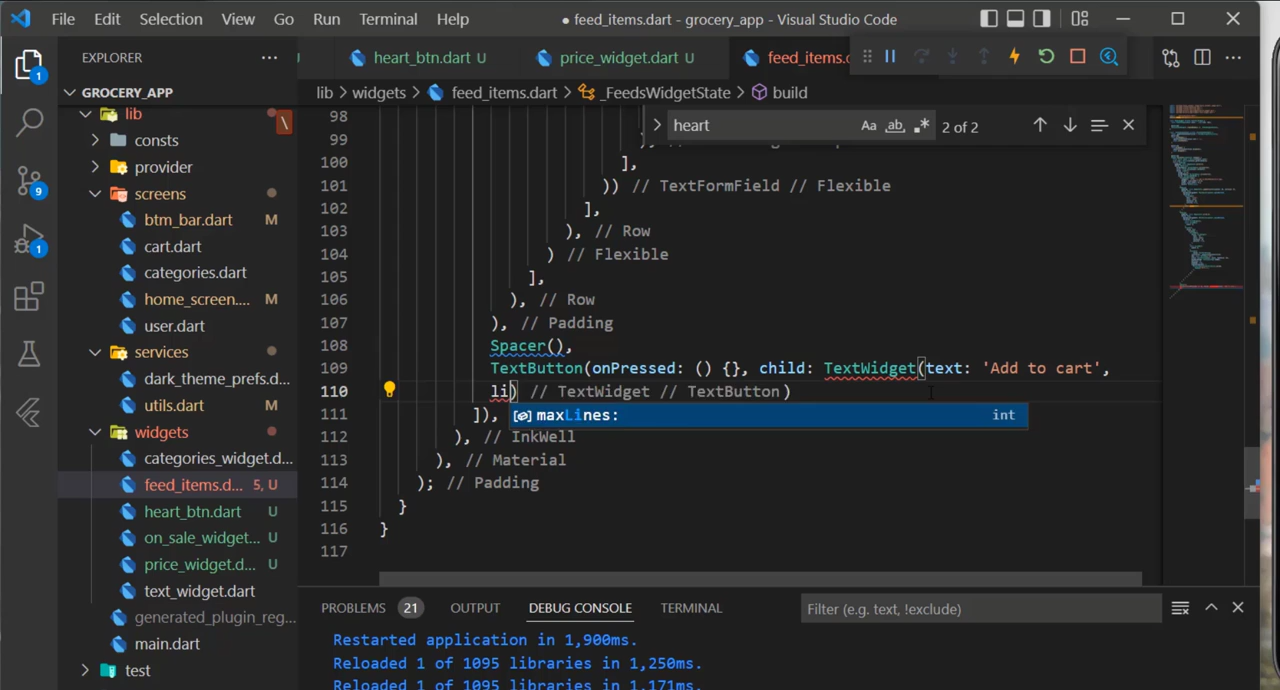 File Edit Selection View Go Run Terminal Help
● feed_items.dart - grocery_app - Visual Studio Code
EXPLORER
heart_btn.dart U
price_widget.dart U
feed_items.
GROCERY_APP
lib > widgets > feed_items.dart > _FeedsWidgetState > build
heart
Aa ab 2 of 2
lib
consts
provider
screens
btm_bar.dart M
cart.dart
categories.dart
home_screen.... M
user.dart
services
dark_theme_prefs.d...
utils.dart M
widgets
categories_widget.d...
feed_items.d... 5, U
heart_btn.dart U
on_sale_widget... U
price_widget.d... U
text_widget.dart
generated_plugin_reg...
main.dart
test
98
99
100 ],
101 )) // TextFormField // Flexible
102 ],
103 ), // Row
104 ) // Flexible
105 ],
106 ), // Row
107 ), // Padding
108 Spacer(),
109 TextButton(onPressed: () {}, child: TextWidget(text: 'Add to cart',
110 li) // TextWidget // TextButton )
maxLines: int
111 ]),
112 ), // InkWell
113 ), // Material
114 ); // Padding
115 }
116 }
117
PROBLEMS 21 OUTPUT DEBUG CONSOLE TERMINAL
Filter (e.g. text, !exclude)
Restarted application in 1,900ms.
Reloaded 1 of 1095 libraries in 1,250ms.
Reloaded 1 of 1095 libraries in 1,171ms.
1
9
1